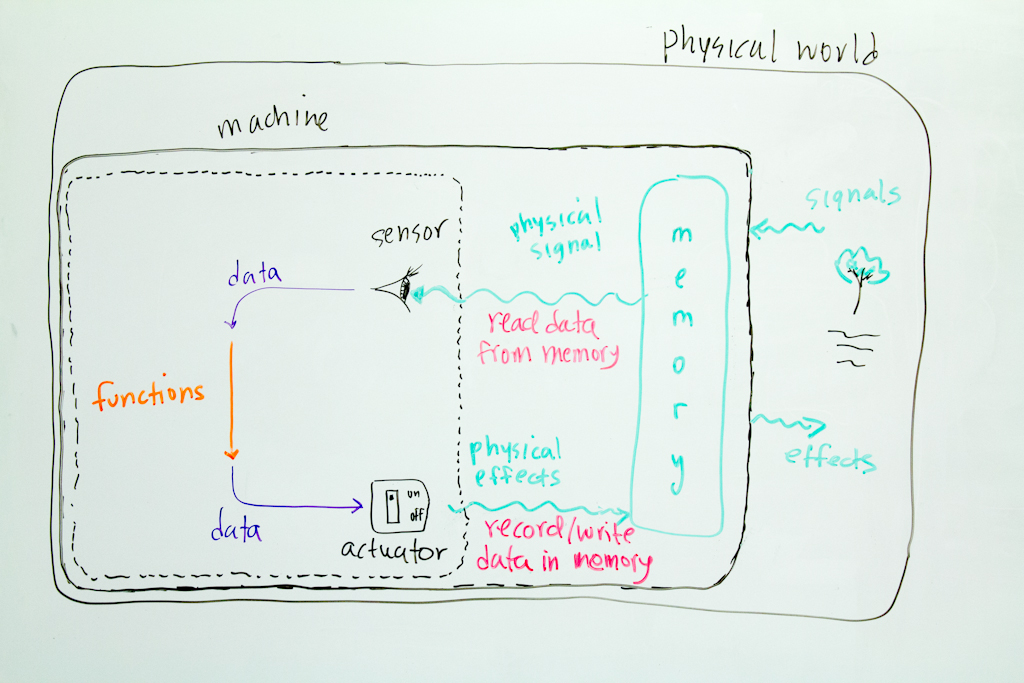 physical world
machine
signals
physical
signal
sensor
data
read data
from memory
functions
memory
physical
effects
effects
on
off
record/write
data in memory
data
actuator